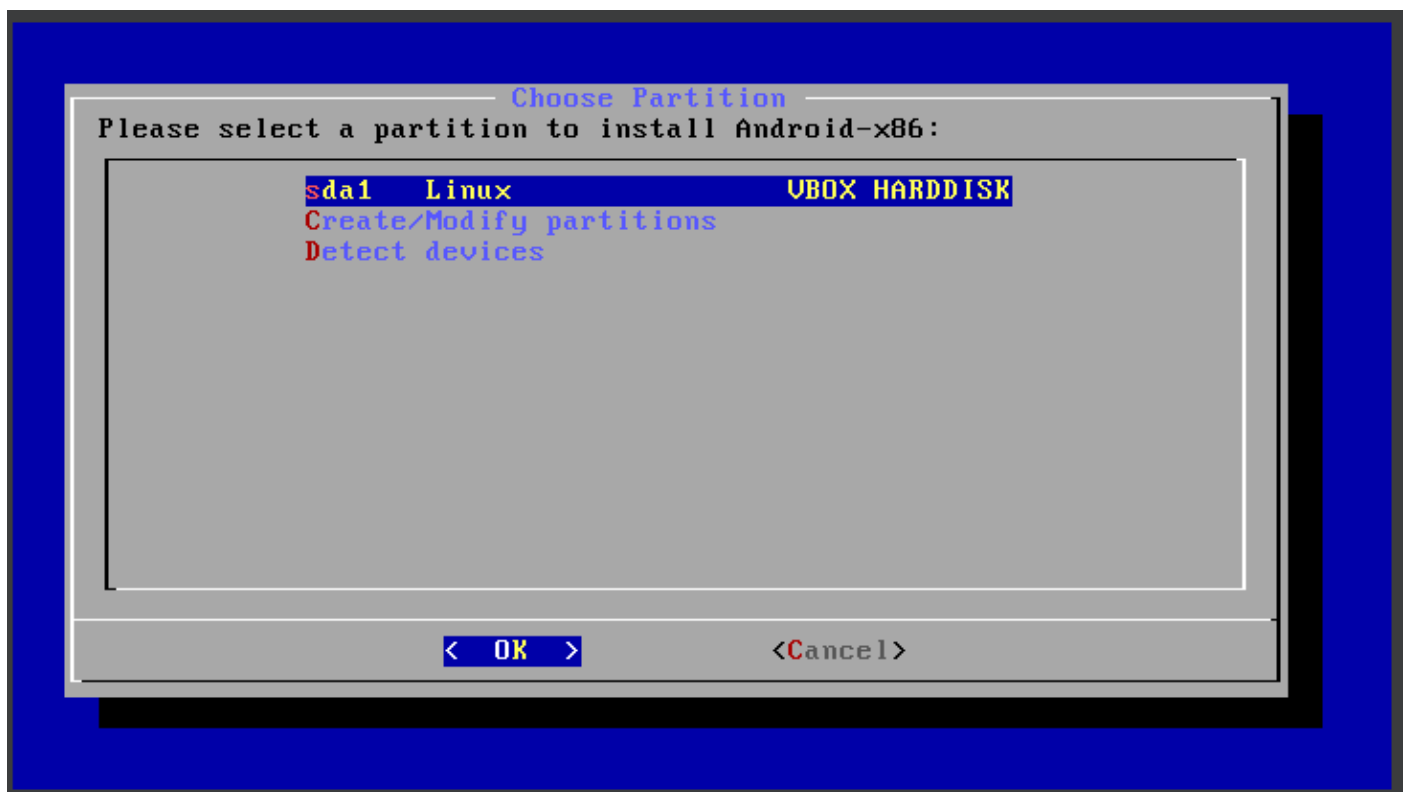 Choose Partition
Please select a partition to install Android-x86:
sda1 Linux VBOX HARDDISK
Create/Modify partitions
Detect devices
< OK > <Cancel>